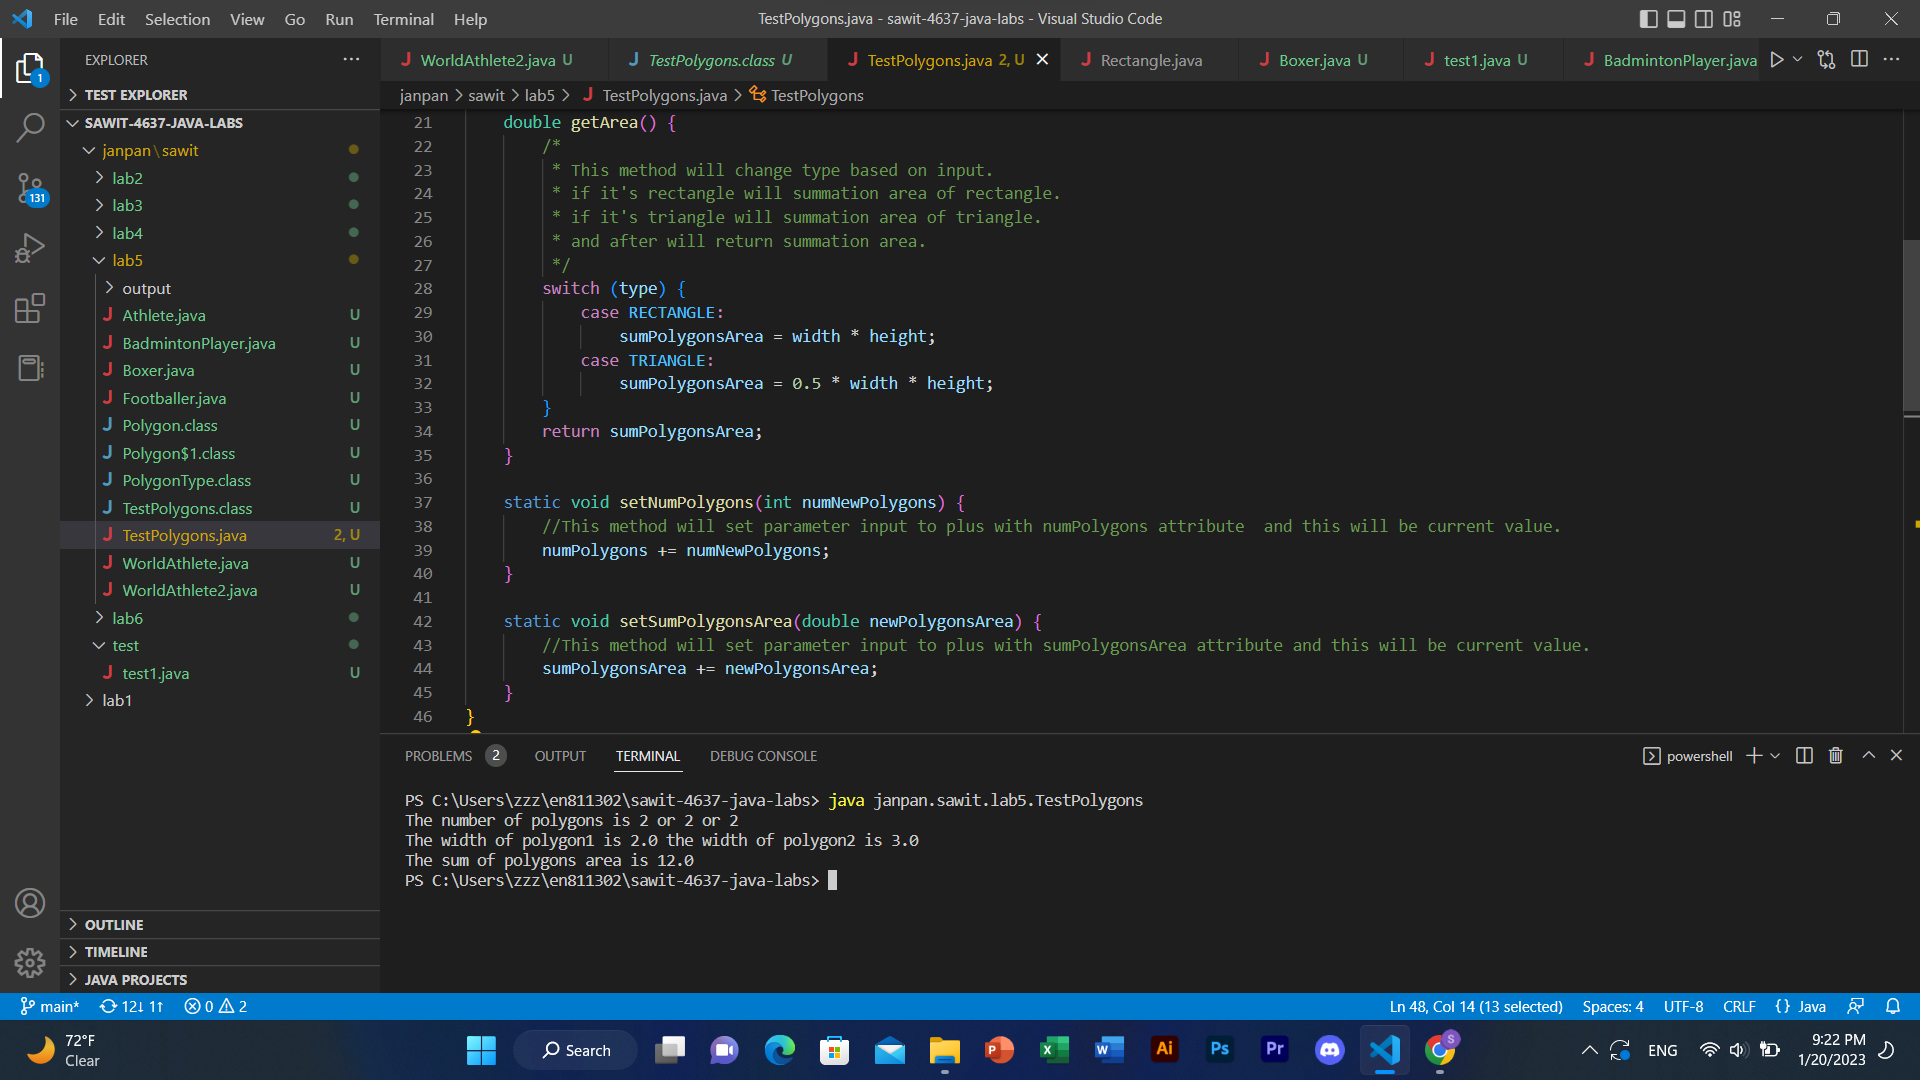 File Edit Selection View Go Run Terminal Help
TestPolygons.java - sawit-4637-java-labs - Visual Studio Code
EXPLORER
WorldAthlete2.java U
TestPolygons.class U
TestPolygons.java 2, U
Rectangle.java
Boxer.java U
test1.java U
BadmintonPlayer.java
janpan > sawit > lab5 > TestPolygons.java > TestPolygons
1
131
TEST EXPLORER
SAWIT-4637-JAVA-LABS
janpan\sawit
lab2
lab3
lab4
lab5
output
Athlete.java U
BadmintonPlayer.java U
Boxer.java U
Footballer.java U
Polygon.class U
Polygon$1.class U
PolygonType.class U
TestPolygons.class U
TestPolygons.java 2, U
WorldAthlete.java U
WorldAthlete2.java U
lab6
test
test1.java U
lab1
OUTLINE
TIMELINE
JAVA PROJECTS
21 double getArea() {
22 /*
23 * This method will change type based on input.
24 * if it's rectangle will summation area of rectangle.
25 * if it's triangle will summation area of triangle.
26 * and after will return summation area.
27 */
28 switch (type) {
29 case RECTANGLE:
30 sumPolygonsArea = width * height;
31 case TRIANGLE:
32 sumPolygonsArea = 0.5 * width * height;
33 }
34 return sumPolygonsArea;
35 }
36
37 static void setNumPolygons(int numNewPolygons) {
38 //This method will set parameter input to plus with numPolygons attribute  and this will be current value.
39 numPolygons += numNewPolygons;
40 }
41
42 static void setSumPolygonsArea(double newPolygonsArea) {
43 //This method will set parameter input to plus with sumPolygonsArea attribute and this will be current value.
44 sumPolygonsArea += newPolygonsArea;
45 }
46 }
PROBLEMS 2 OUTPUT TERMINAL DEBUG CONSOLE
powershell
PS C:\Users\zzz\en811302\sawit-4637-java-labs> java janpan.sawit.lab5.TestPolygons
The number of polygons is 2 or 2 or 2
The width of polygon1 is 2.0 the width of polygon2 is 3.0
The sum of polygons area is 12.0
PS C:\Users\zzz\en811302\sawit-4637-java-labs>
main* 12↓ 1↑ 0 2
Ln 48, Col 14 (13 selected) Spaces: 4 UTF-8 CRLF {} Java
72°F
Clear
Search
P X W Ai Ps Pr S
ENG
9:22 PM
1/20/2023